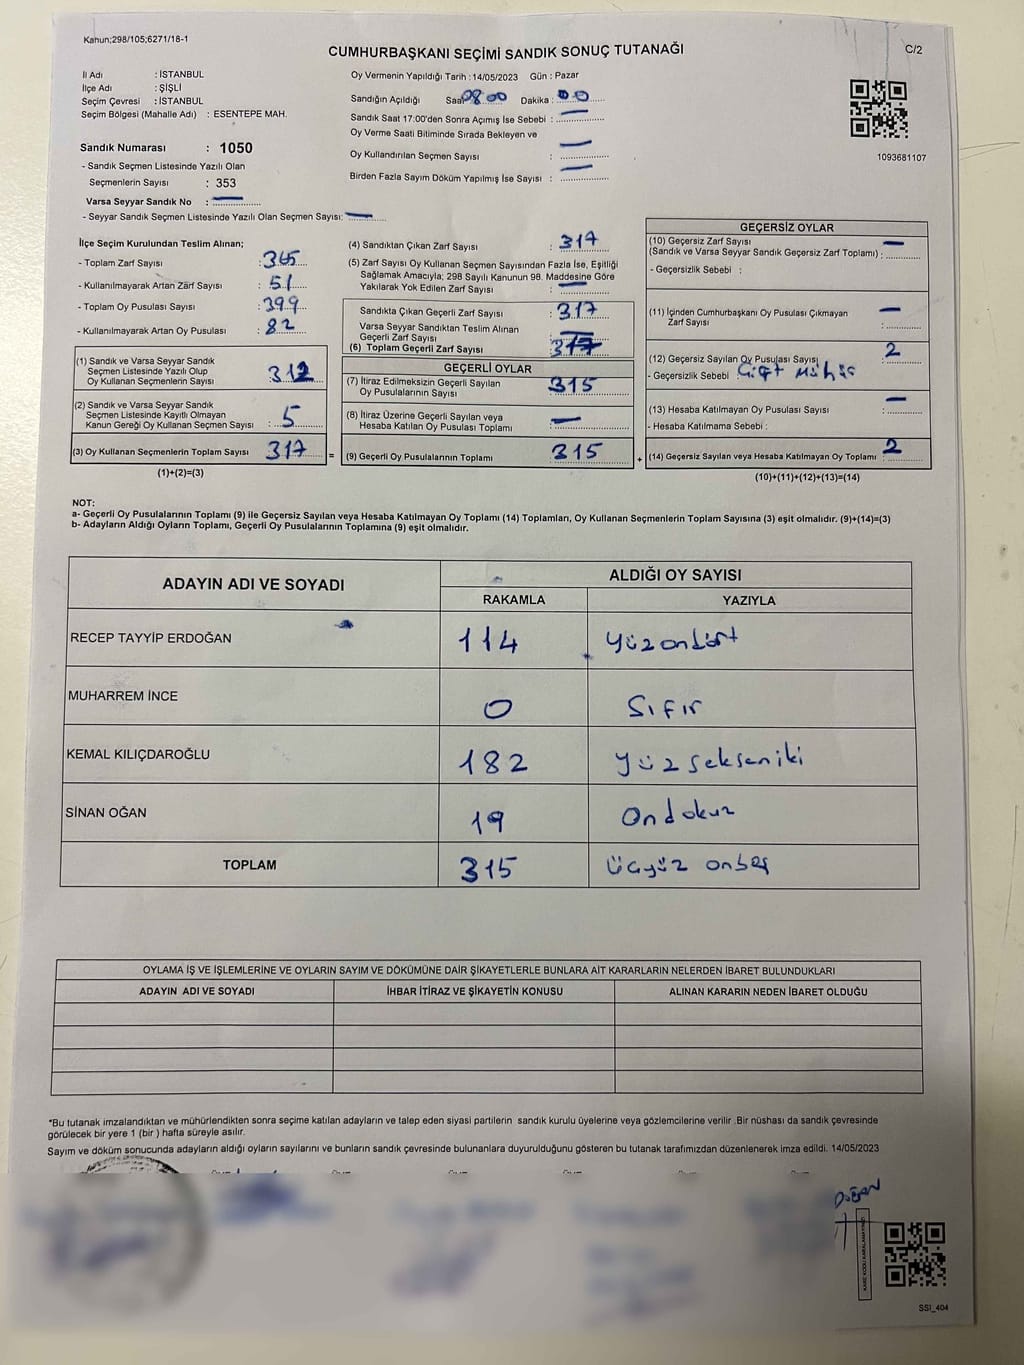 Kahun;298/105;6271/18-1
CUMHURBAŞKANI SEÇİMİ SANDIK SONUÇ TUTANAĞI
C/2
İl Adı : İSTANBUL
İlçe Adı : ŞİŞLİ
Seçim Çevresi : İSTANBUL
Seçim Bölgesi (Mahalle Adı) : ESENTEPE MAH.
Sandık Numarası : 1050
- Sandık Seçmen Listesinde Yazılı Olan
Seçmenlerin Sayısı : 353
Varsa Seyyar Sandık No : —
- Seyyar Sandık Seçmen Listesinde Yazılı Olan Seçmen Sayısı: —
Oy Vermenin Yapıldığı Tarih : 14/05/2023 Gün : Pazar
Sandığın Açıldığı Saat 08.00 Dakika : 00
Sandık Saat 17:00'den Sonra Açımış İse Sebebi : —
Oy Verme Saati Bitiminde Sırada Bekleyen ve
Oy Kullandırılan Seçmen Sayısı : —
Birden Fazla Sayım Döküm Yapılmış İse Sayısı : —
1093681107
İlçe Seçim Kurulundan Teslim Alınan;
- Toplam Zarf Sayısı : 365
- Kullanılmayarak Artan Zarf Sayısı : 51
- Toplam Oy Pusulası Sayısı : 399
- Kullanılmayarak Artan Oy Pusulası : 82
(1) Sandık ve Varsa Seyyar Sandık
Seçmen Listesinde Yazılı Olup
Oy Kullanan Seçmenlerin Sayısı : 312
(2) Sandık ve Varsa Seyyar Sandık
Seçmen Listesinde Kayıtlı Olmayan
Kanun Gereği Oy Kullanan Seçmen Sayısı : 5
(3) Oy Kullanan Seçmenlerin Toplam Sayısı : 317 =
(1)+(2)=(3)
(4) Sandıktan Çıkan Zarf Sayısı : 317
(5) Zarf Sayısı Oy Kullanan Seçmen Sayısından Fazla İse, Eşitliği
Sağlamak Amacıyla; 298 Sayılı Kanunun 98. Maddesine Göre
Yakılarak Yok Edilen Zarf Sayısı : —
Sandıkta Çıkan Geçerli Zarf Sayısı : 317
Varsa Seyyar Sandıktan Teslim Alınan
Geçerli Zarf Sayısı : —
(6) Toplam Geçerli Zarf Sayısı : 317
GEÇERLİ OYLAR
(7) İtiraz Edilmeksizin Geçerli Sayılan
Oy Pusulalarının Sayısı : 315
(8) İtiraz Üzerine Geçerli Sayılan veya
Hesaba Katılan Oy Pusulası Toplamı : —
(9) Geçerli Oy Pusulalarının Toplamı : 315 +
GEÇERSİZ OYLAR
(10) Geçersiz Zarf Sayısı
(Sandık ve Varsa Seyyar Sandık Geçersiz Zarf Toplamı) : —
- Geçersizlik Sebebi :
(11) İçinden Cumhurbaşkanı Oy Pusulası Çıkmayan
Zarf Sayısı : —
(12) Geçersiz Sayılan Oy Pusulası Sayısı : 2
- Geçersizlik Sebebi : Çift Mühür
(13) Hesaba Katılmayan Oy Pusulası Sayısı : —
- Hesaba Katılmama Sebebi :
(14) Geçersiz Sayılan veya Hesaba Katılmayan Oy Toplamı : 2
(10)+(11)+(12)+(13)=(14)
NOT:
a- Geçerli Oy Pusulalarının Toplamı (9) ile Geçersiz Sayılan veya Hesaba Katılmayan Oy Toplamı (14) Toplamları, Oy Kullanan Seçmenlerin Toplam Sayısına (3) eşit olmalıdır. (9)+(14)=(3)
b- Adayların Aldığı Oyların Toplamı, Geçerli Oy Pusulalarının Toplamına (9) eşit olmalıdır.
ADAYIN ADI VE SOYADI
ALDIĞI OY SAYISI
RAKAMLA YAZIYLA
RECEP TAYYİP ERDOĞAN 114 Yüzondört
MUHARREM İNCE 0 Sıfır
KEMAL KILIÇDAROĞLU 182 yüz sekseniki
SİNAN OĞAN 19 Ondokuz
TOPLAM 315 üçyüz onbeş
OYLAMA İŞ VE İŞLEMLERİNE VE OYLARIN SAYIM VE DÖKÜMÜNE DAİR ŞİKAYETLERLE BUNLARA AİT KARARLARIN NELERDEN İBARET BULUNDUKLARI
ADAYIN ADI VE SOYADI İHBAR İTİRAZ VE ŞİKAYETİN KONUSU ALINAN KARARIN NEDEN İBARET OLDUĞU
*Bu tutanak imzalandıktan ve mühürlendikten sonra seçime katılan adayların ve talep eden siyasi partilerin sandık kurulu üyelerine veya gözlemcilerine verilir .Bir nüshası da sandık çevresinde
görülecek bir yere 1 (bir ) hafta süreyle asılır.
Sayım ve döküm sonucunda adayların aldığı oyların sayılarını ve bunların sandık çevresinde bulunanlara duyurulduğunu gösteren bu tutanak tarafımızdan düzenlenerek imza edildi. 14/05/2023
DOĞAN
KARE KODU KARALAMAYINIZ!
SSİ_404